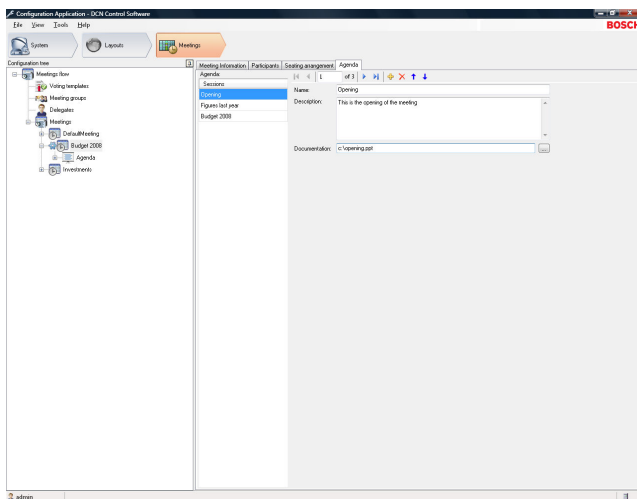 Configuration Application - DCN Control Software
File View Tools Help
BOSCH
System Layouts Meetings
Configuration tree
Meetings flow
Voting templates
Meeting groups
Delegates
Meetings
DefaultMeeting
Budget 2008
Agenda
Investments
Meeting Information Participants Seating arrangement Agenda
Agenda:
Sessions
Opening
Figures last year
Budget 2008
1 of 3
Name: Opening
Description: This is the opening of the meeting
Documentation: c:\opening.ppt ...
admin